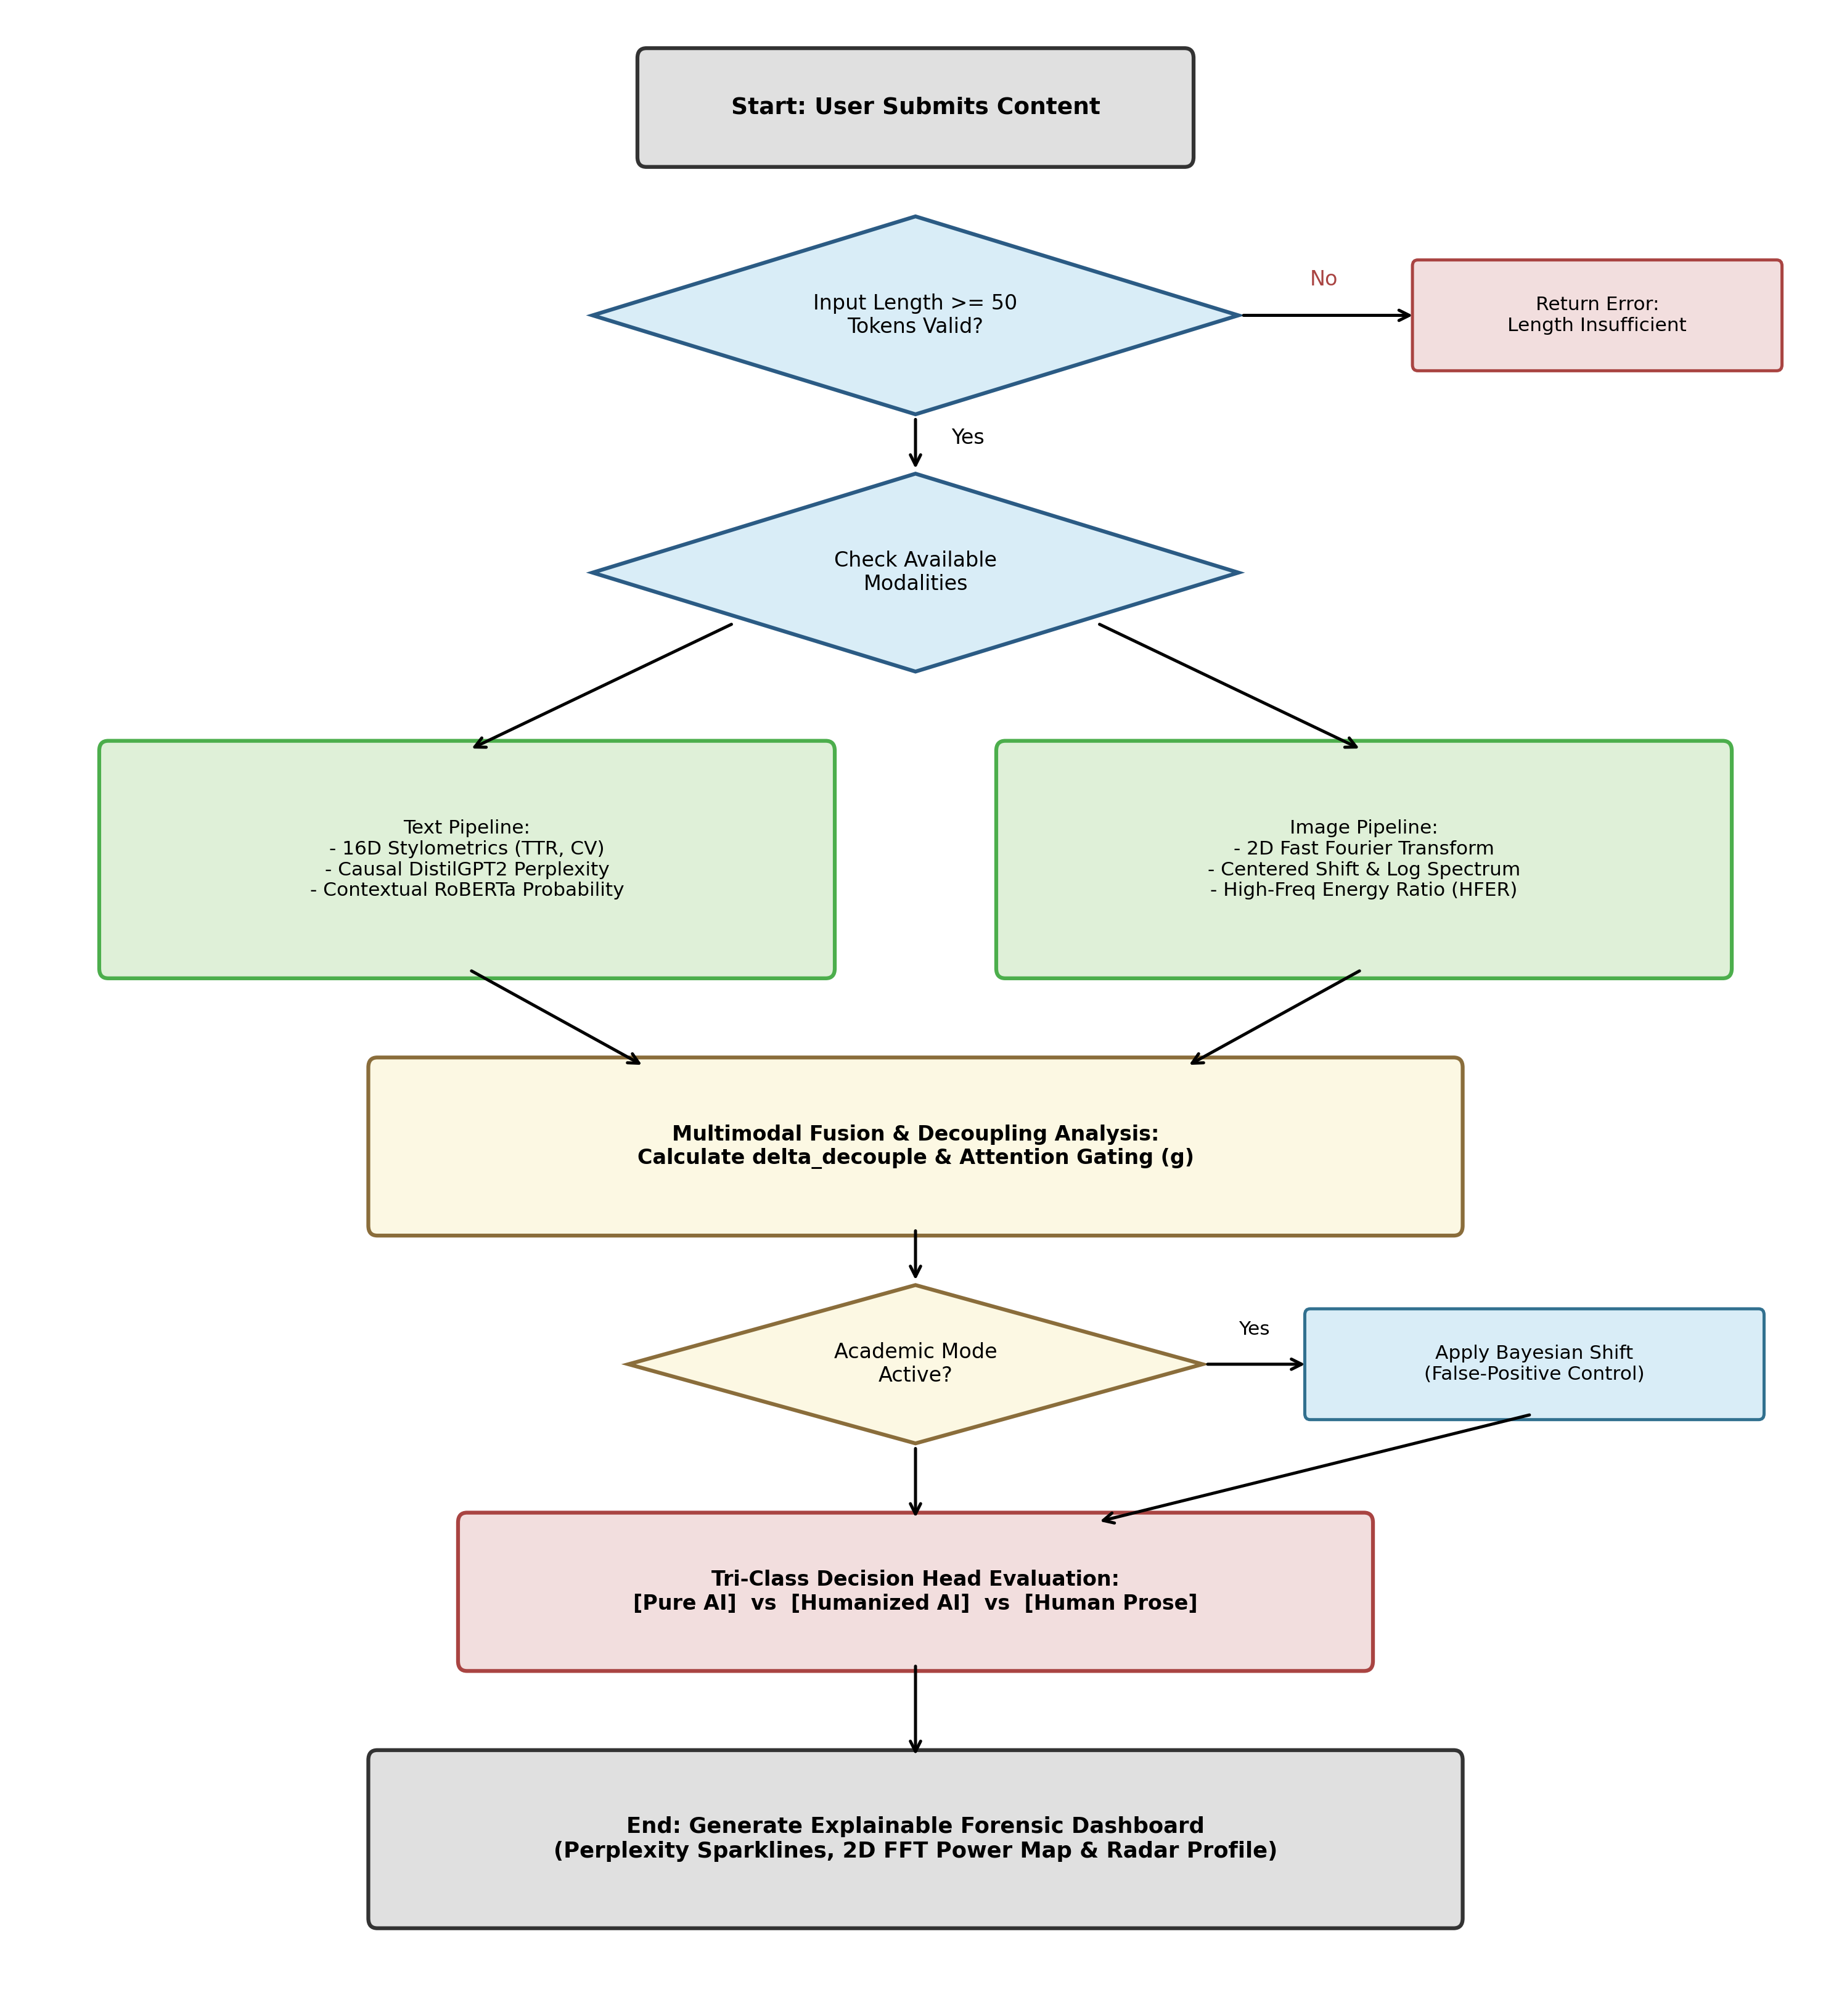 Start: User Submits Content
Input Length >= 50
Tokens Valid?
No
Return Error:
Length Insufficient
Yes
Check Available
Modalities
Text Pipeline:
- 16D Stylometrics (TTR, CV)
- Causal DistilGPT2 Perplexity
- Contextual RoBERTa Probability
Image Pipeline:
- 2D Fast Fourier Transform
- Centered Shift & Log Spectrum
- High-Freq Energy Ratio (HFER)
Multimodal Fusion & Decoupling Analysis:
Calculate delta_decouple & Attention Gating (g)
Academic Mode
Active?
Yes
Apply Bayesian Shift
(False-Positive Control)
Tri-Class Decision Head Evaluation:
[Pure AI]  vs  [Humanized AI]  vs  [Human Prose]
End: Generate Explainable Forensic Dashboard
(Perplexity Sparklines, 2D FFT Power Map & Radar Profile)